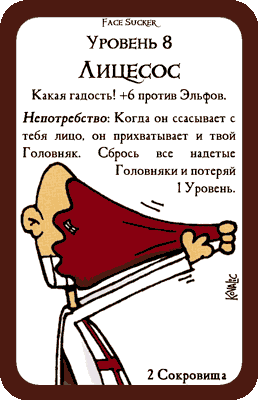 Face Sucker
Уровень 8
Лицесос
Какая гадость! +6 против Эльфов.
Непотребство: Когда он ссасывает с
тебя лицо, он прихватывает и твой
Головняк. Сбрось все надетые
Головняки и потеряй
1 Уровень.
Kovalic
2 Сокровища